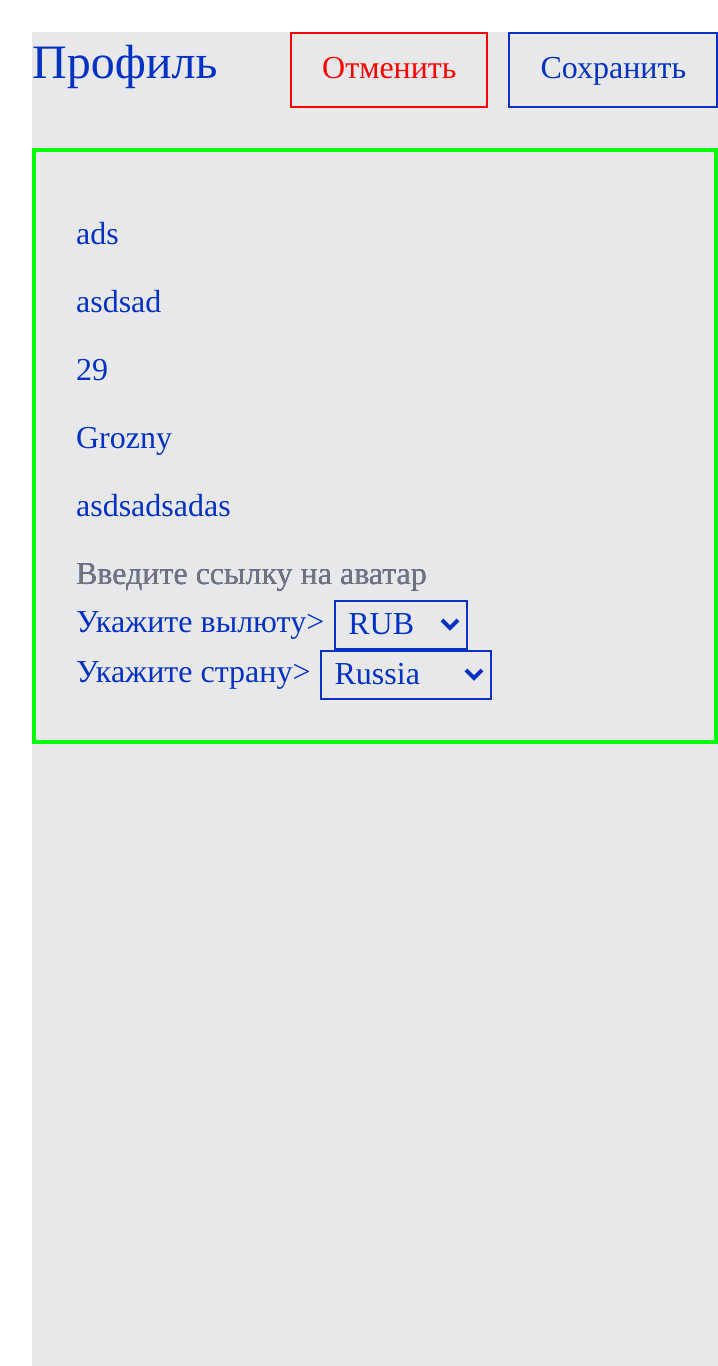 Профиль Отменить Сохранить
ads
asdsad
29
Grozny
asdsadsadas
Введите ссылку на аватар
Укажите вылюту> RUB
Укажите страну> Russia